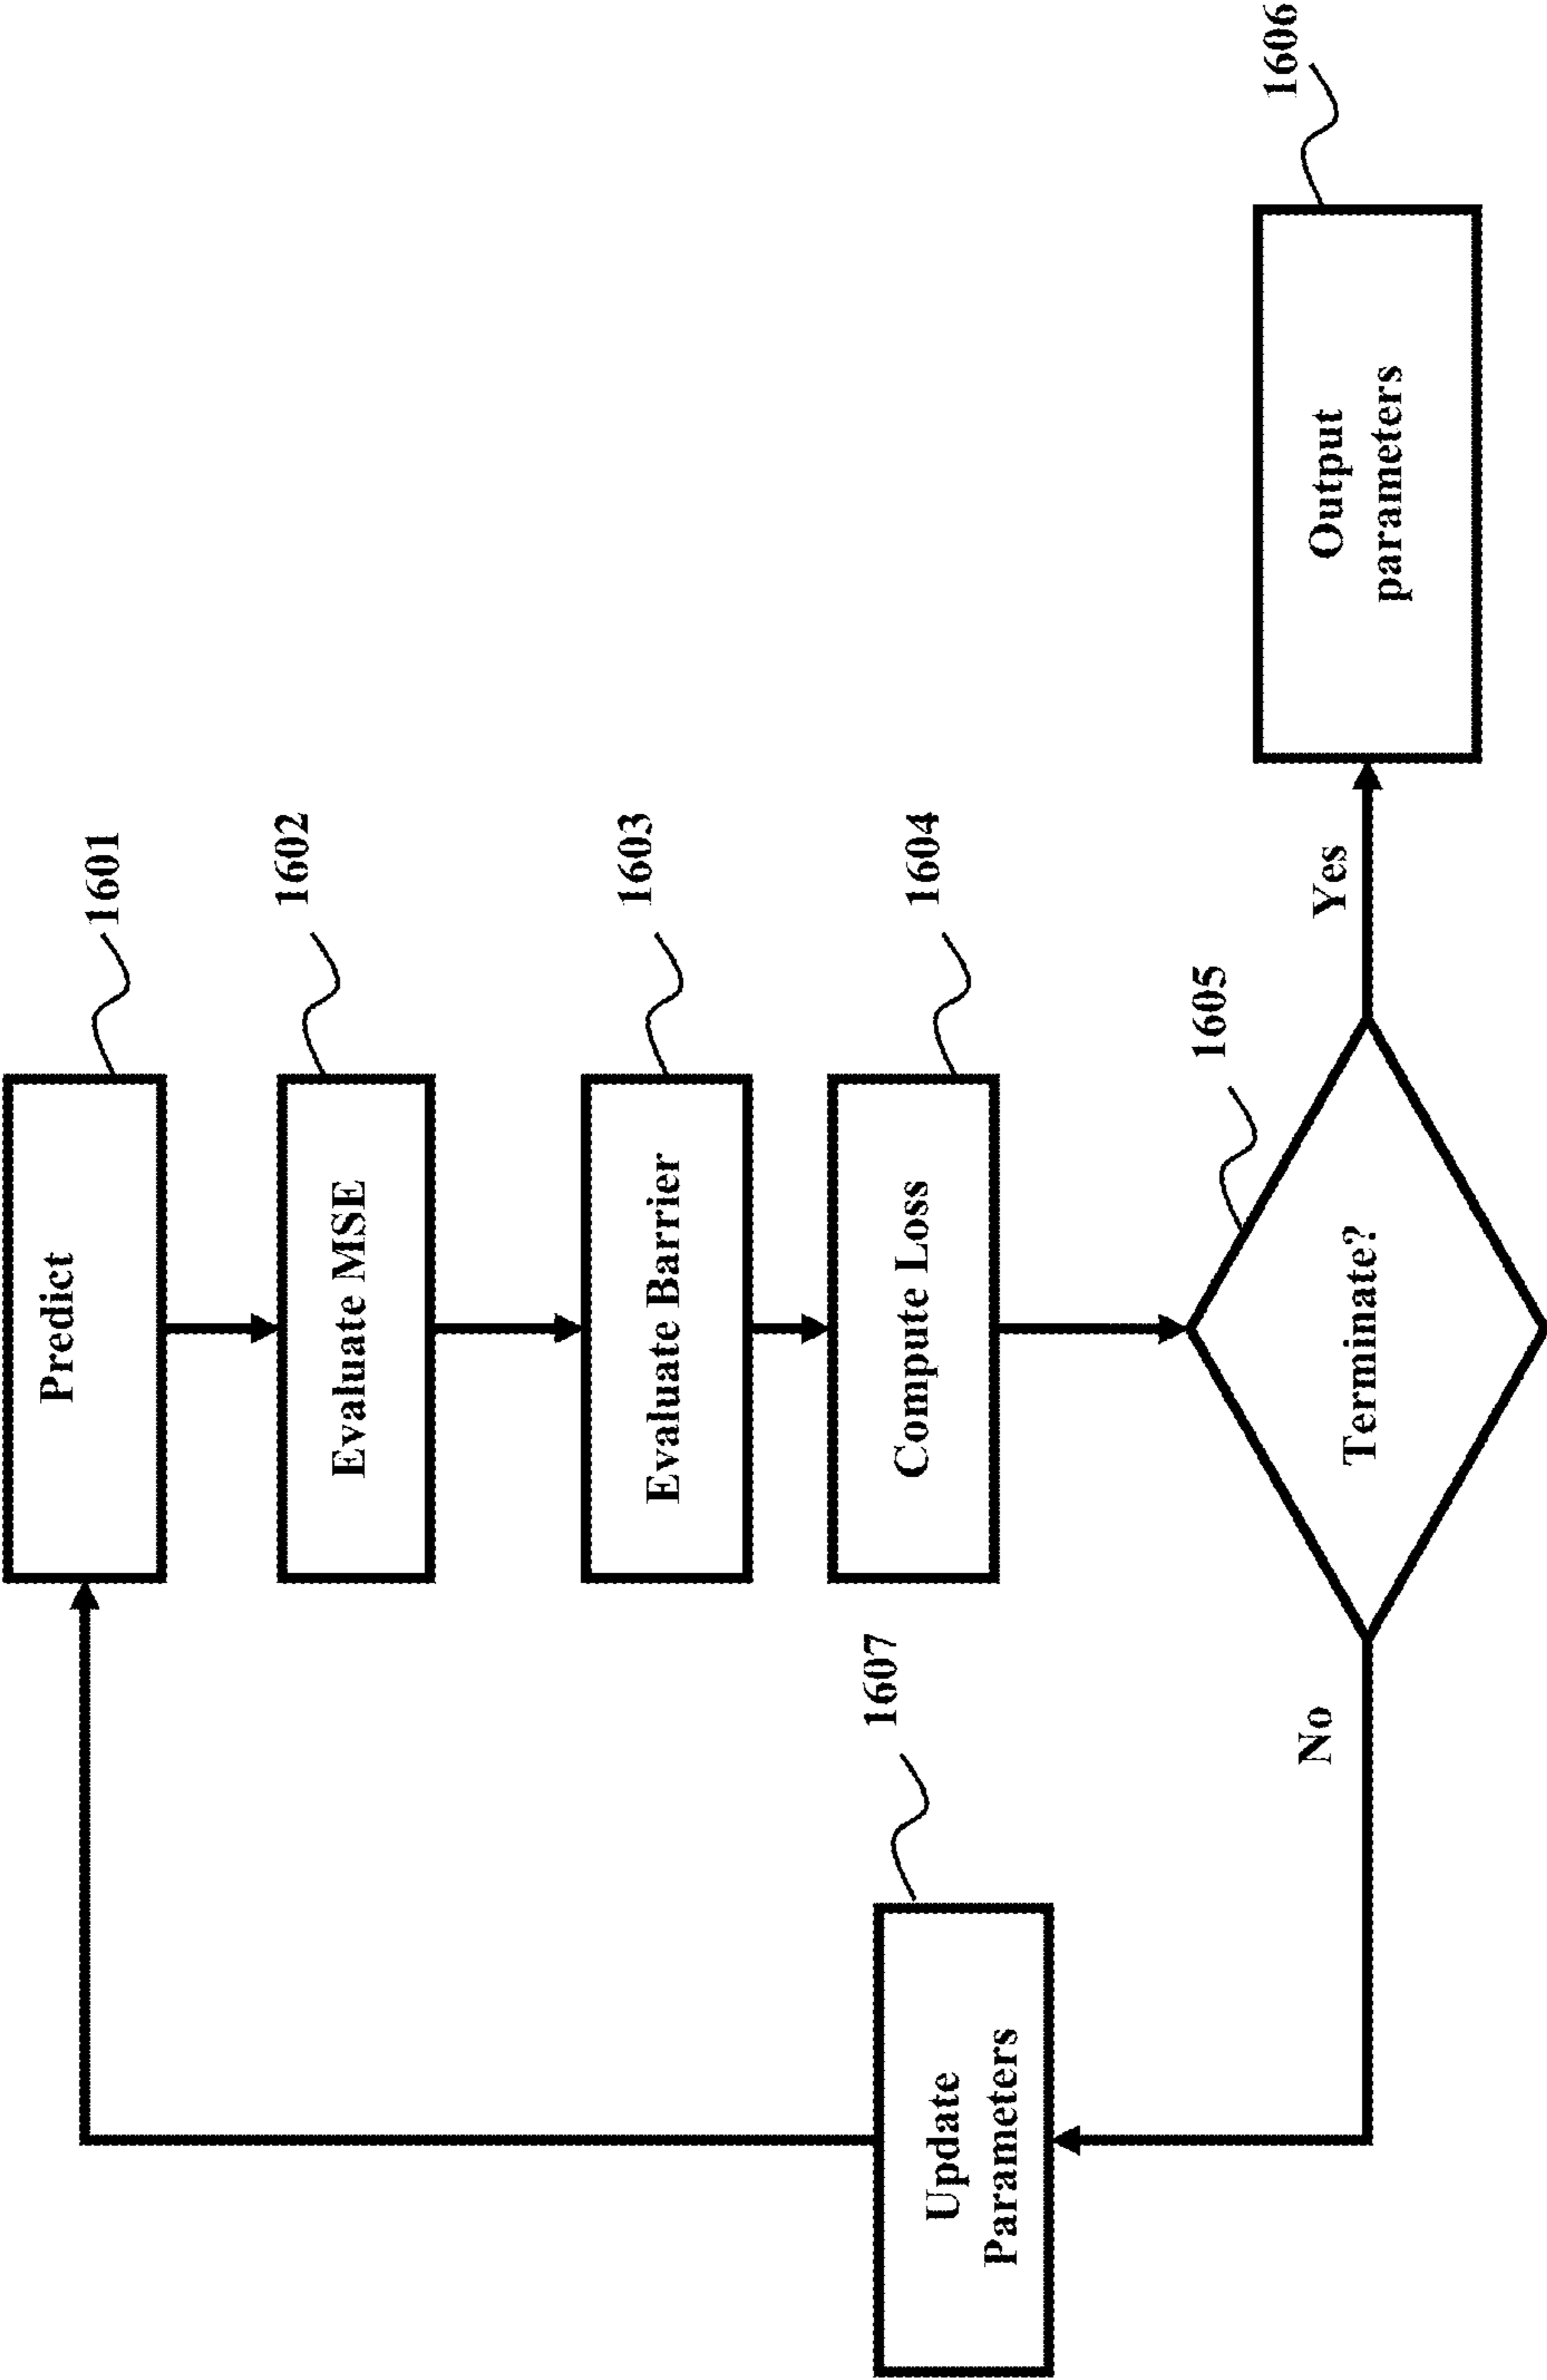 Predict
1601
Evaluate MSE
1602
Evaluate Barrier
1603
Compute Loss
1604
1607
Update
Parameters
1605
Terminate?
No
Yes
1606
Output
parameters